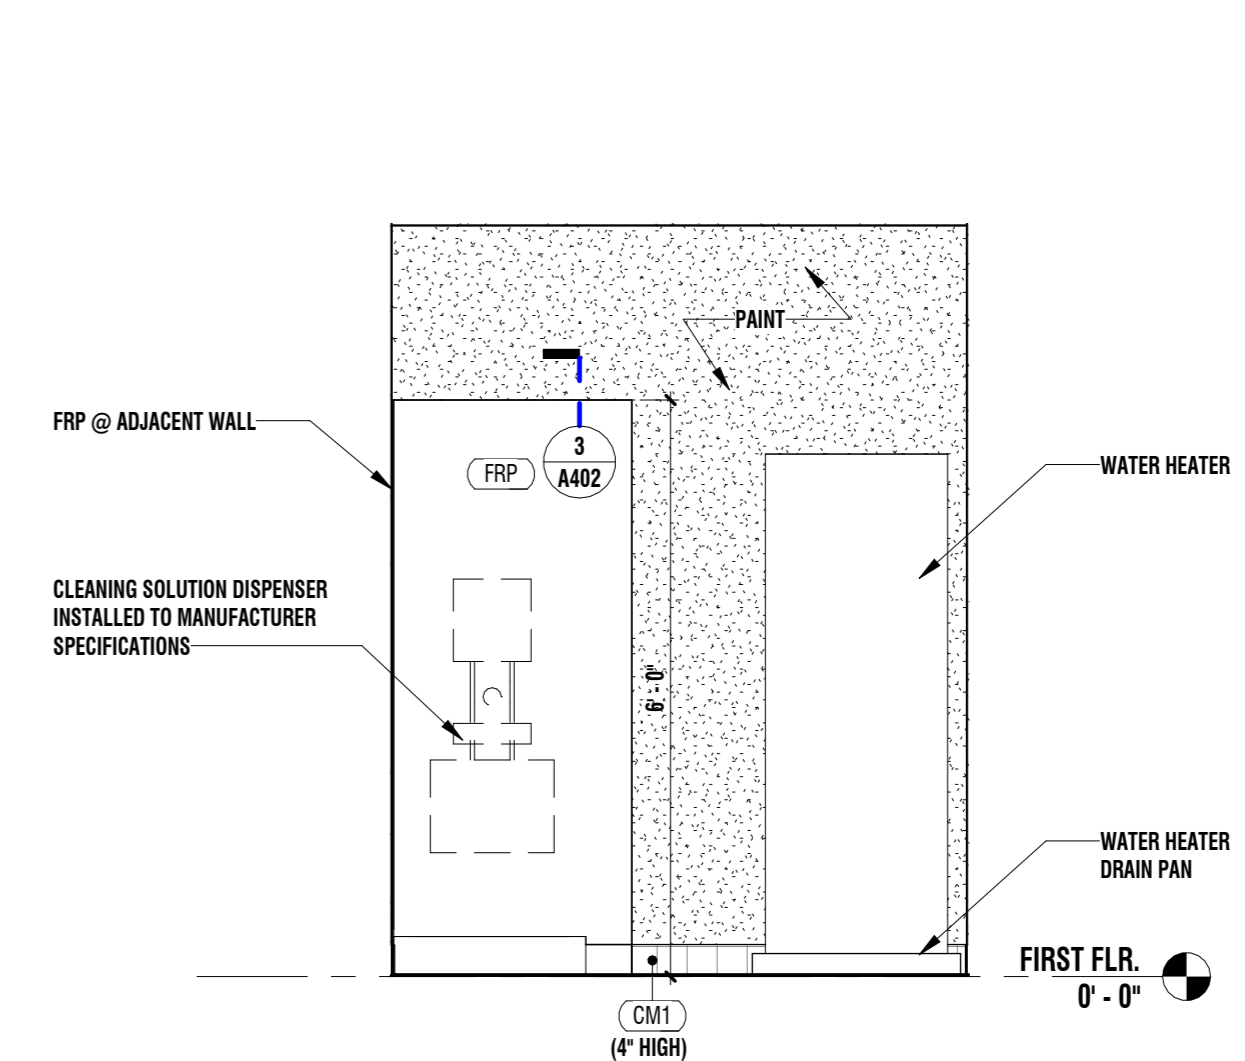 PAINT
FRP @ ADJACENT WALL
3
A402
FRP
WATER HEATER
CLEANING SOLUTION DISPENSER
INSTALLED TO MANUFACTURER
SPECIFICATIONS
6' - 0"
WATER HEATER
DRAIN PAN
FIRST FLR.
0' - 0"
CM1
(4" HIGH)